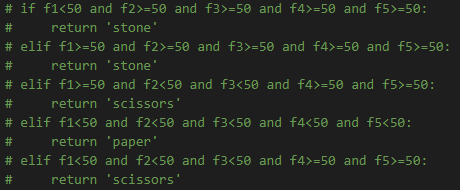 # if f1<50 and f2>=50 and f3>=50 and f4>=50 and f5>=50:
#     return 'stone'
# elif f1>=50 and f2>=50 and f3>=50 and f4>=50 and f5>=50:
#     return 'stone'
# elif f1>=50 and f2<50 and f3<50 and f4>=50 and f5>=50:
#     return 'scissors'
# elif f1<50 and f2<50 and f3<50 and f4<50 and f5<50:
#     return 'paper'
# elif f1<50 and f2<50 and f3<50 and f4>=50 and f5>=50:
#     return 'scissors'